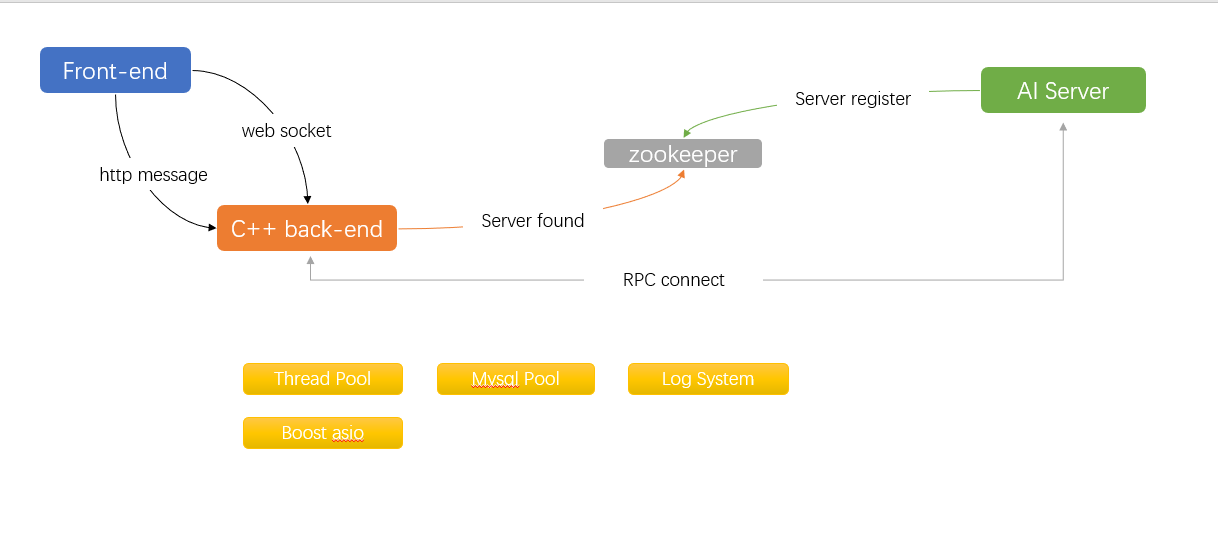 Front-end
AI Server
Server register
web socket
zookeeper
http message
Server found
C++ back-end
RPC connect
Thread Pool
Mysql Pool
Log System
Boost asio